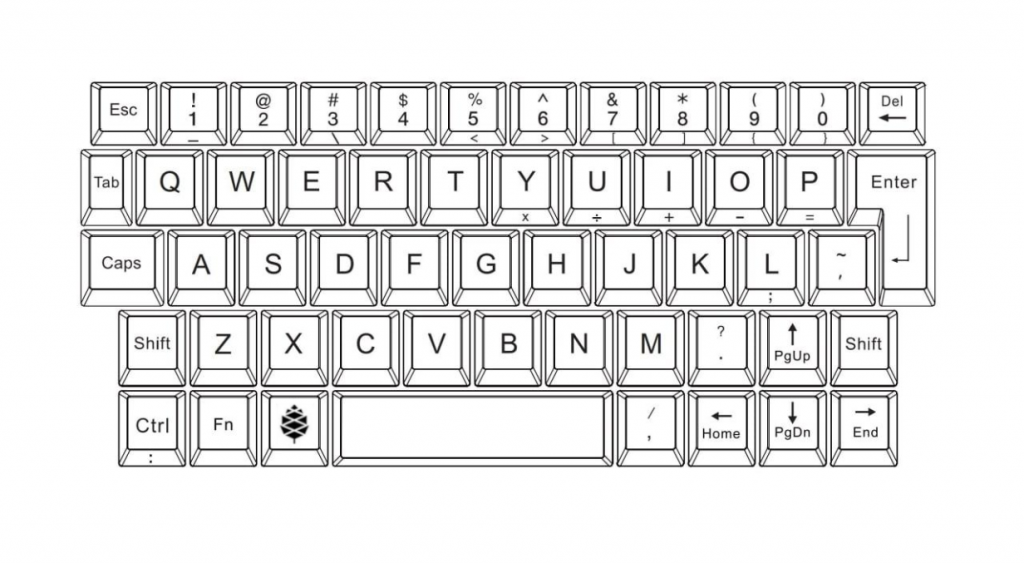 Esc ! @ # $ % ^ & * ( ) Del
1 2 3 4 5 6 7 8 9 0 ←
_ \ < > [ ] { }
Tab Q W E R T Y U I O P Enter
x ÷ + - =
Caps A S D F G H J K L ~ ↵
; ,
Shift Z X C V B N M ? ↑ Shift
. PgUp
Ctrl Fn / ← ↓ →
, Home PgDn End
: